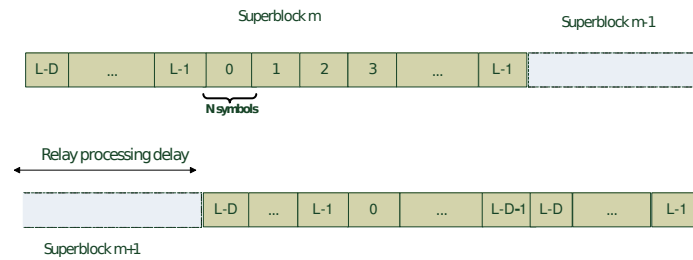 Superblock m
Superblock m-1
L-D ... L-1 0 1 2 3 ... L-1
N symbols
Relay processing delay
L-D ... L-1 0 ... L-D-1 L-D ... L-1
Superblock m+1